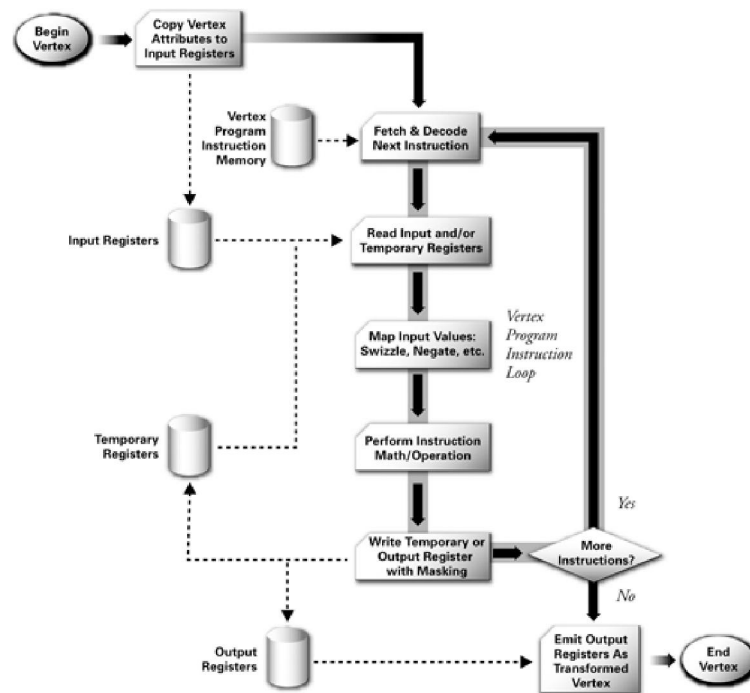 Begin
Vertex
Copy Vertex
Attributes to
Input Registers
Vertex
Program
Instruction
Memory
Fetch & Decode
Next Instruction
Input Registers
Read Input and/or
Temporary Registers
Map Input Values:
Swizzle, Negate, etc.
Vertex
Program
Instruction
Loop
Temporary
Registers
Perform Instruction
Math/Operation
Yes
Write Temporary or
Output Register
with Masking
More
Instructions?
No
Output
Registers
Emit Output
Registers As
Transformed
Vertex
End
Vertex